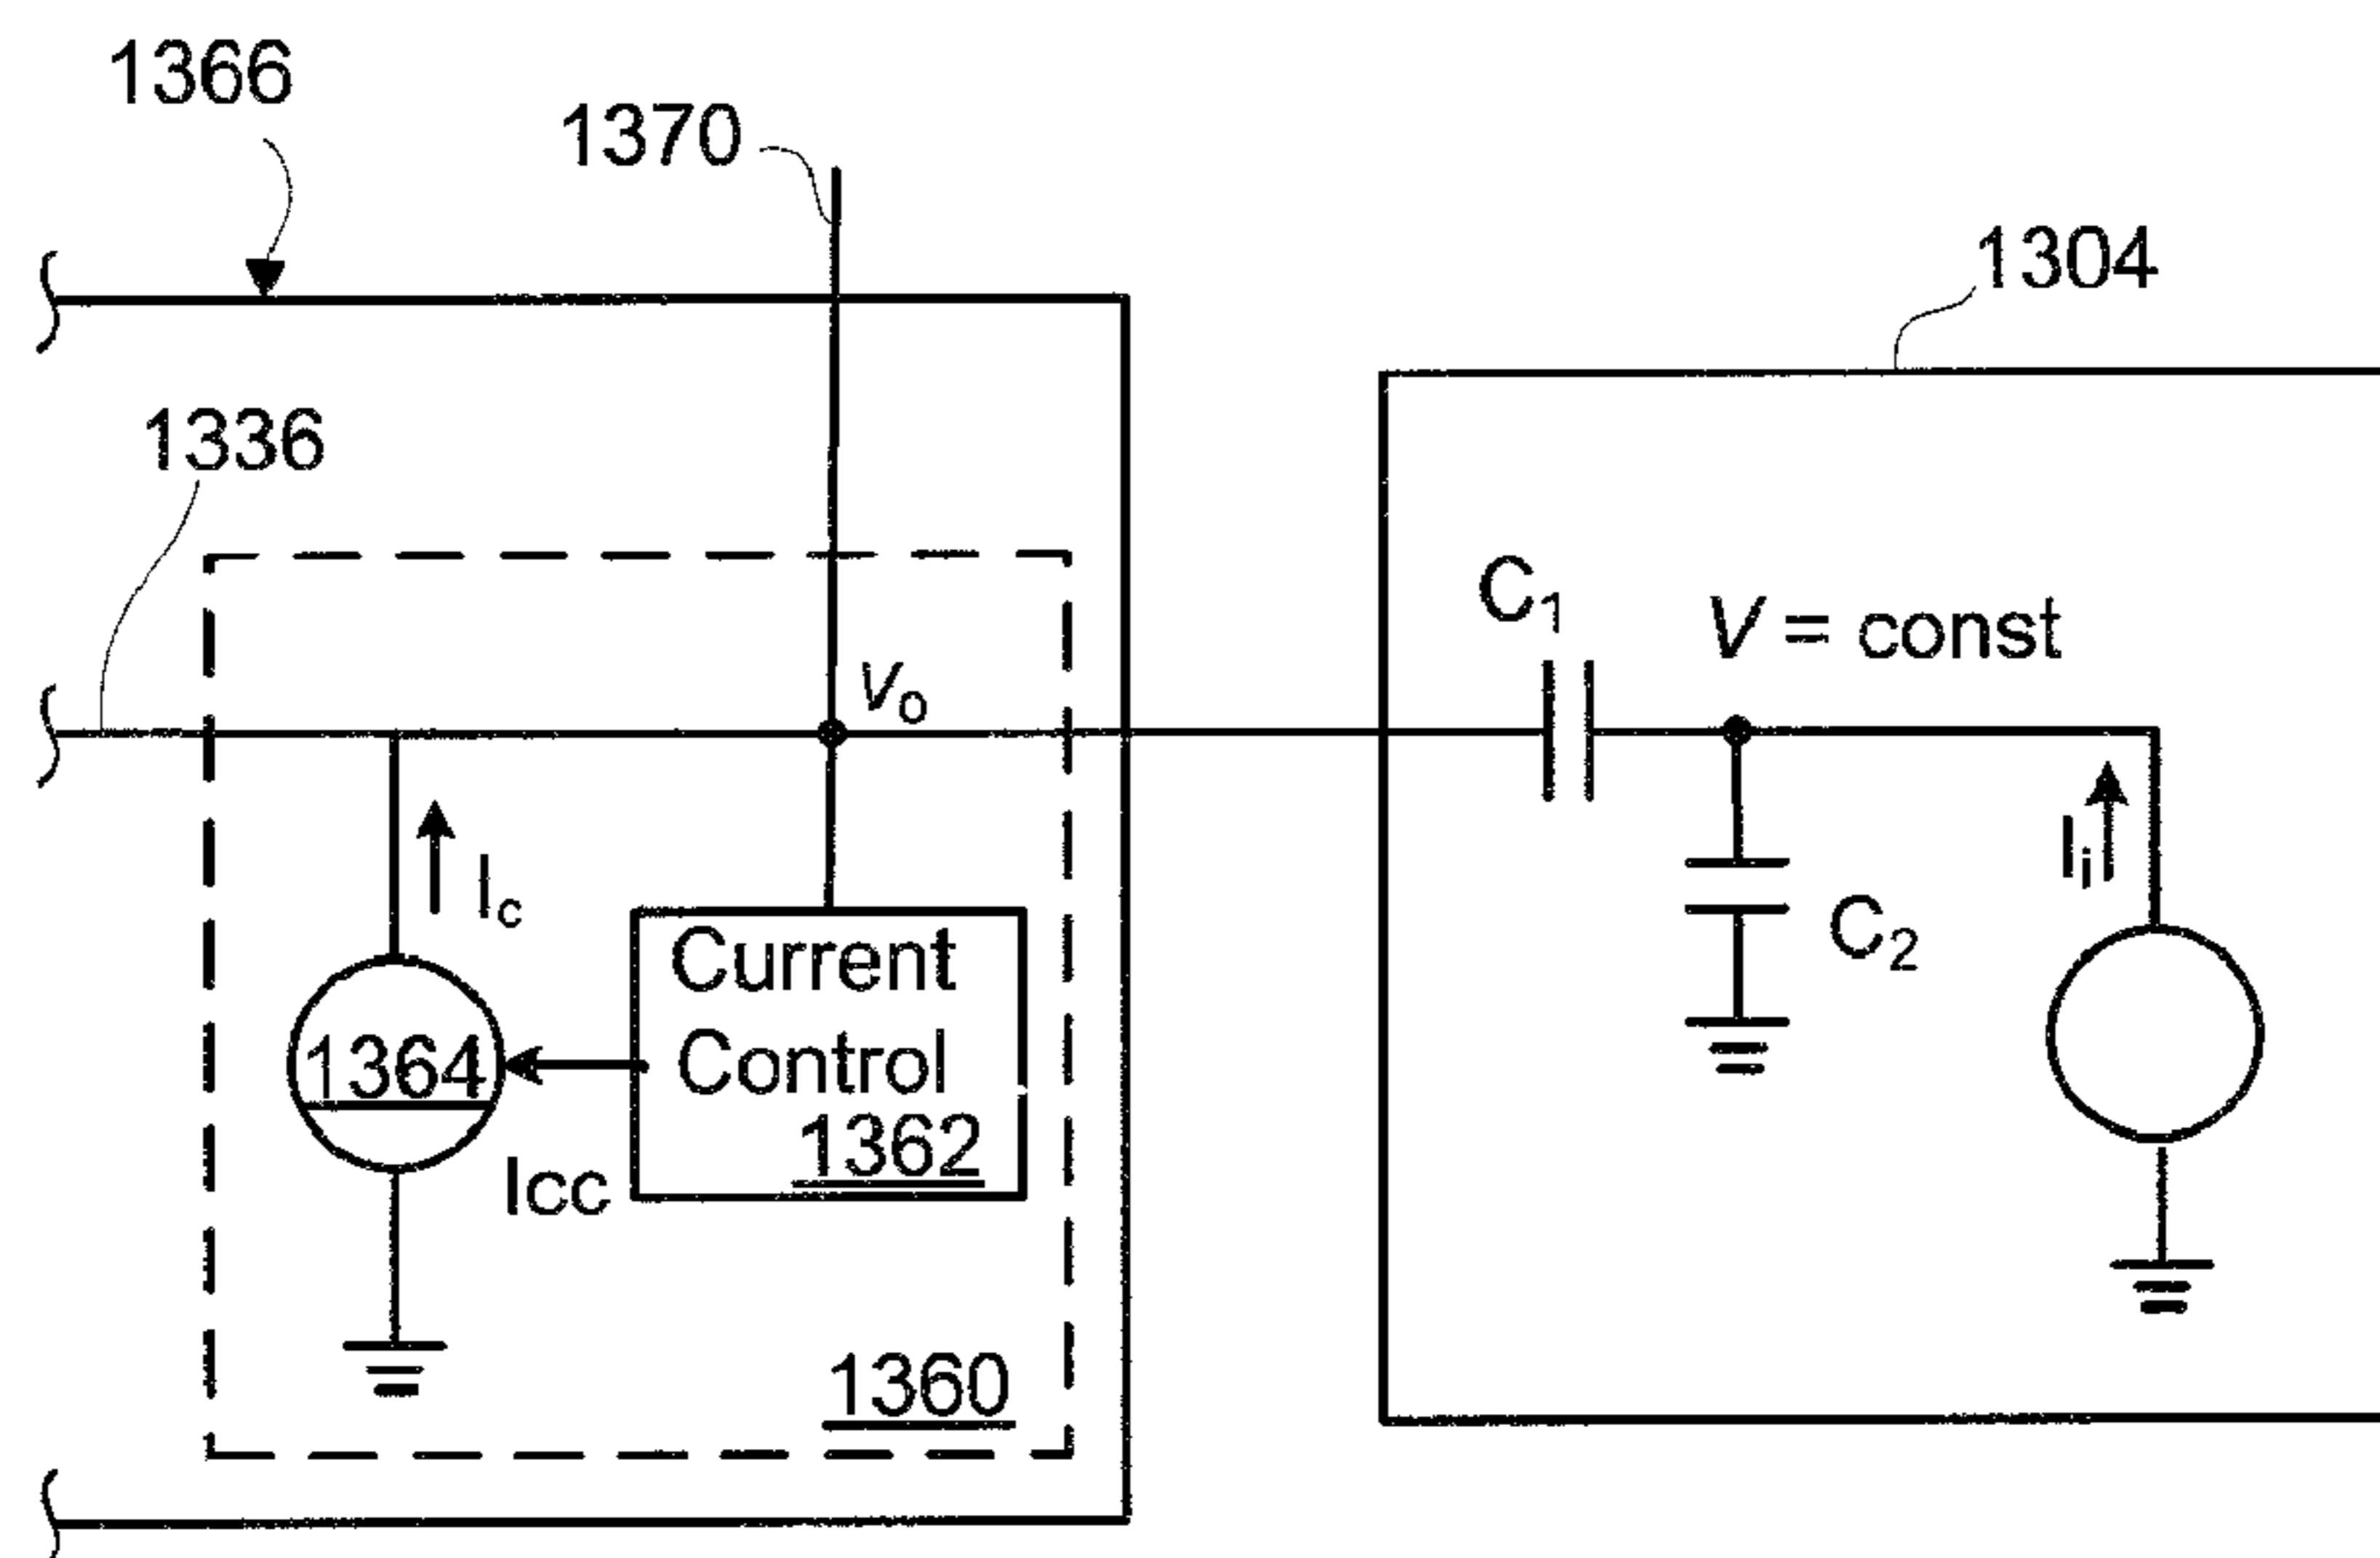 1366
1370
1304
1336
C1
V = const
Vo
Ic
Ii
C2
Current
Control
1364
1362
Icc
1360